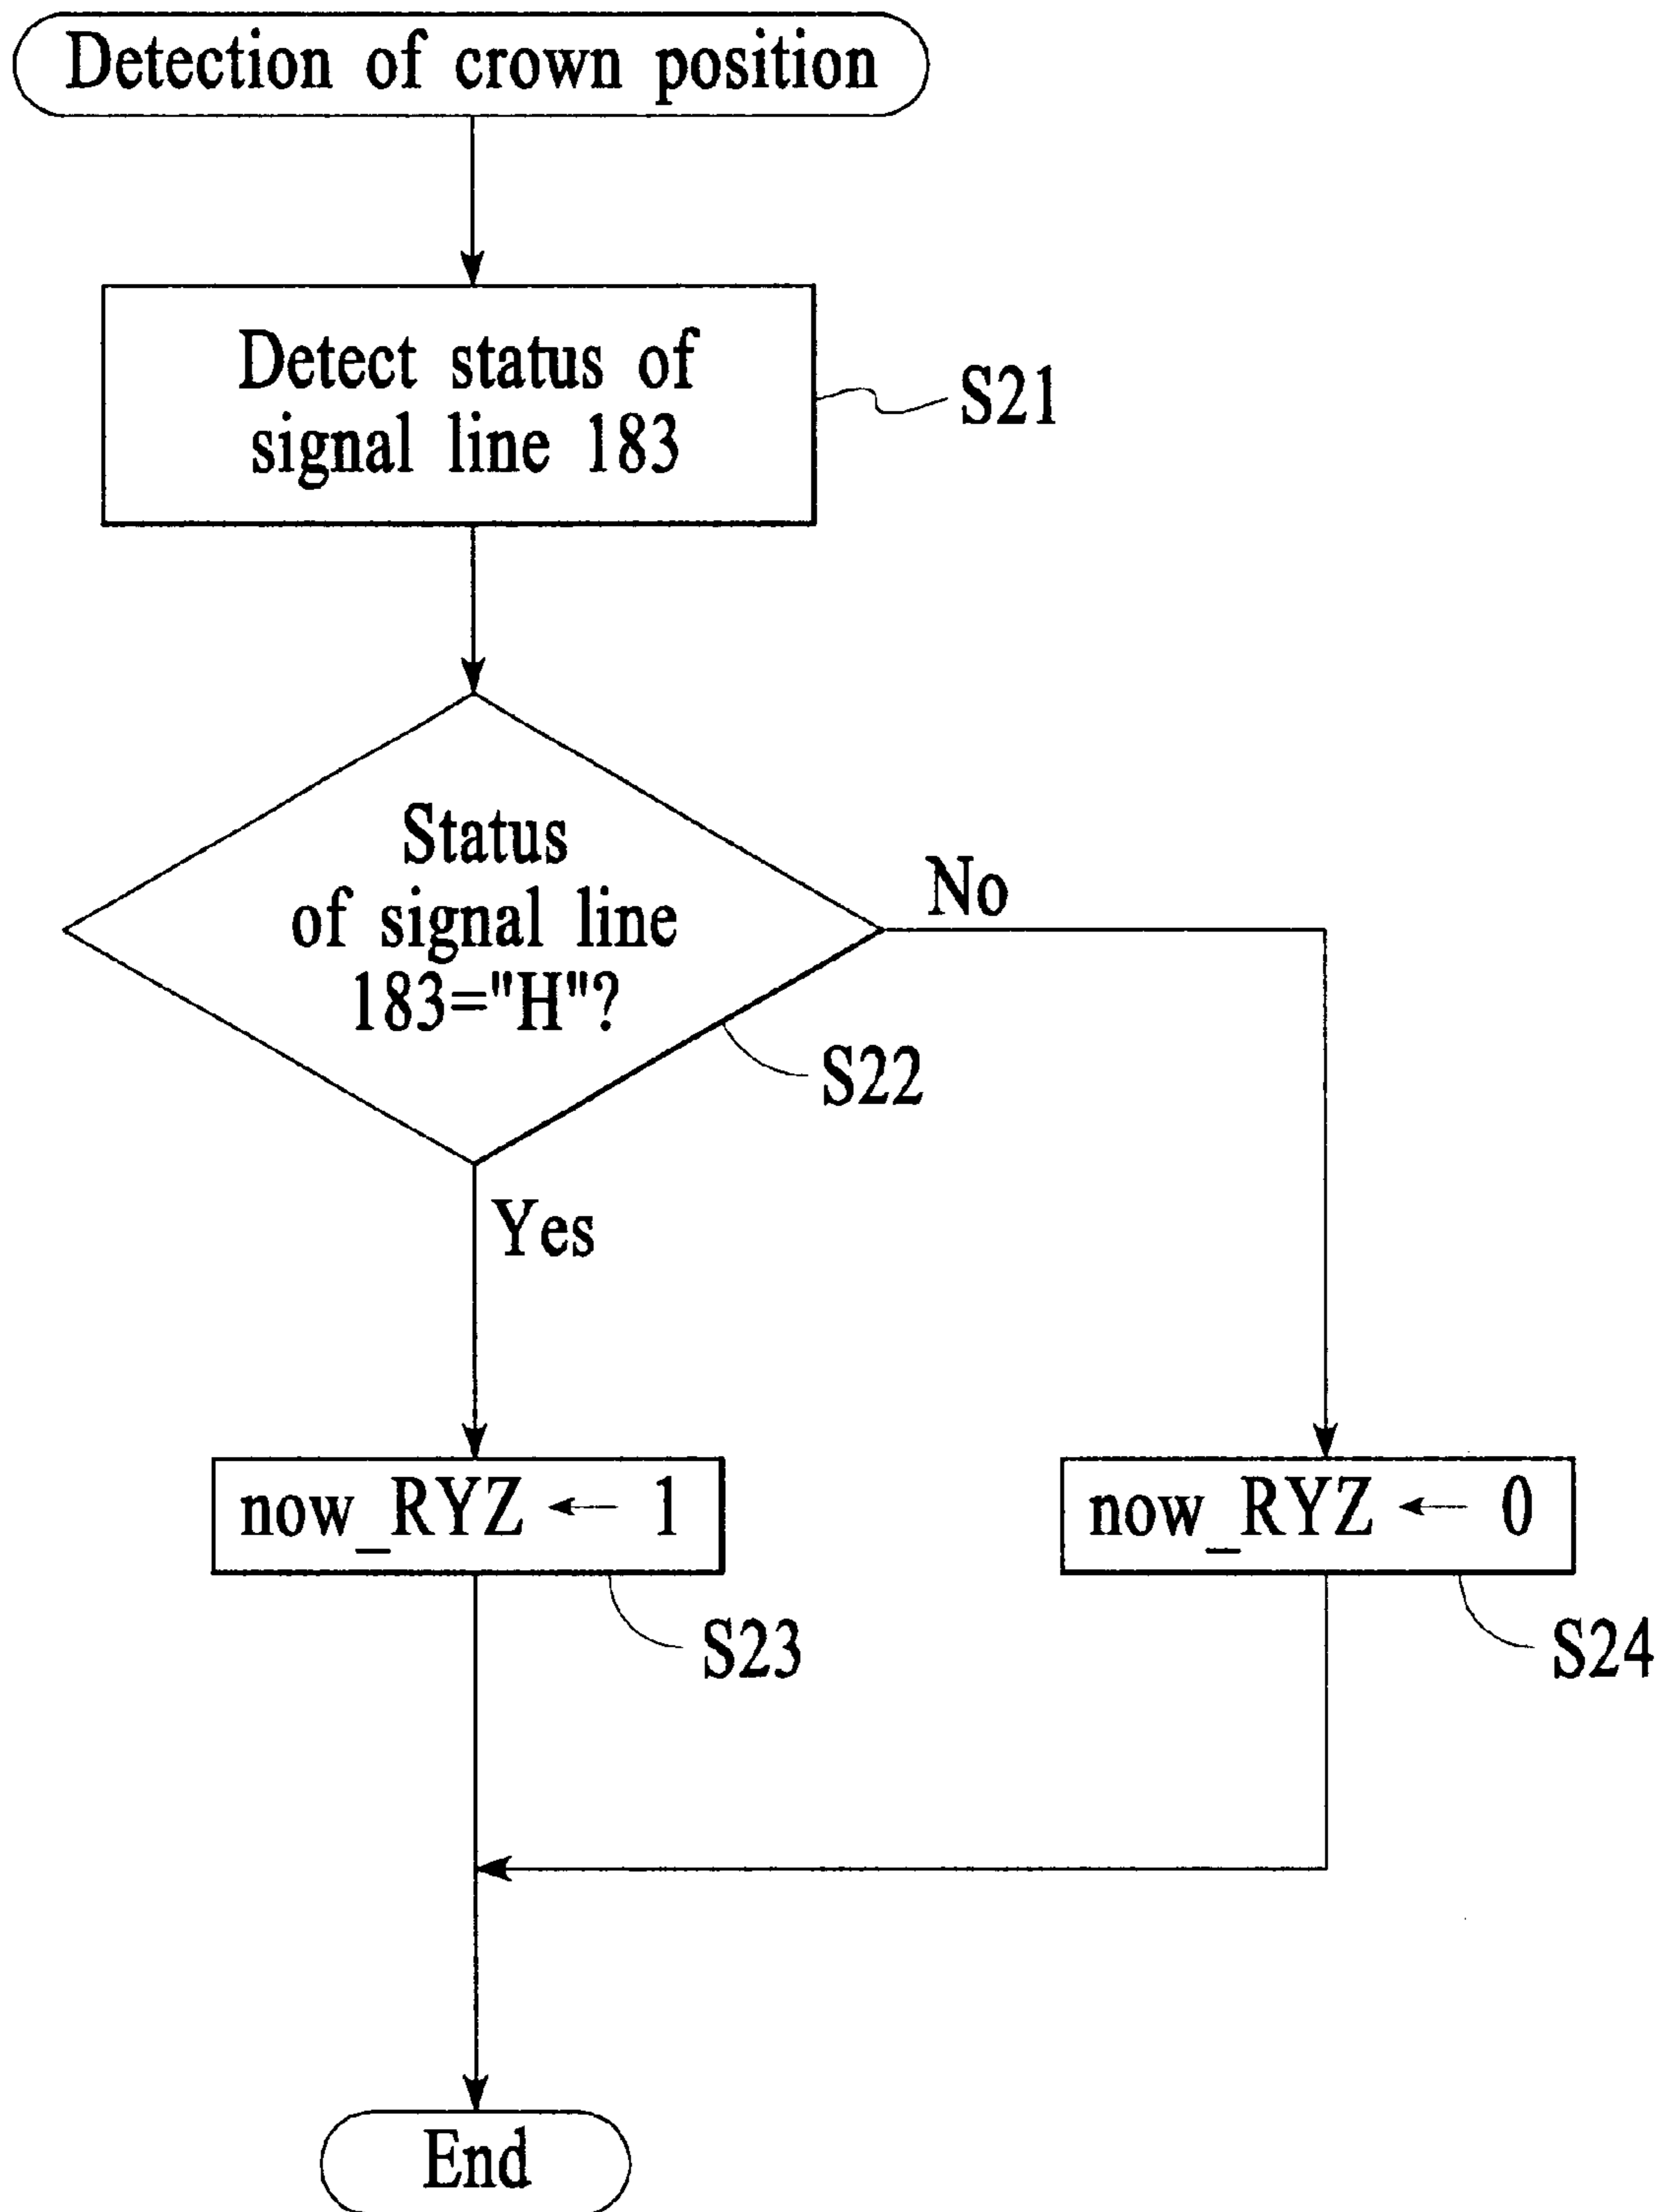 Detection of crown position
Detect status of
signal line 183
S21
Status
of signal line
183="H"?
No
S22
Yes
now_RYZ ← 1
now_RYZ ← 0
S23
S24
End